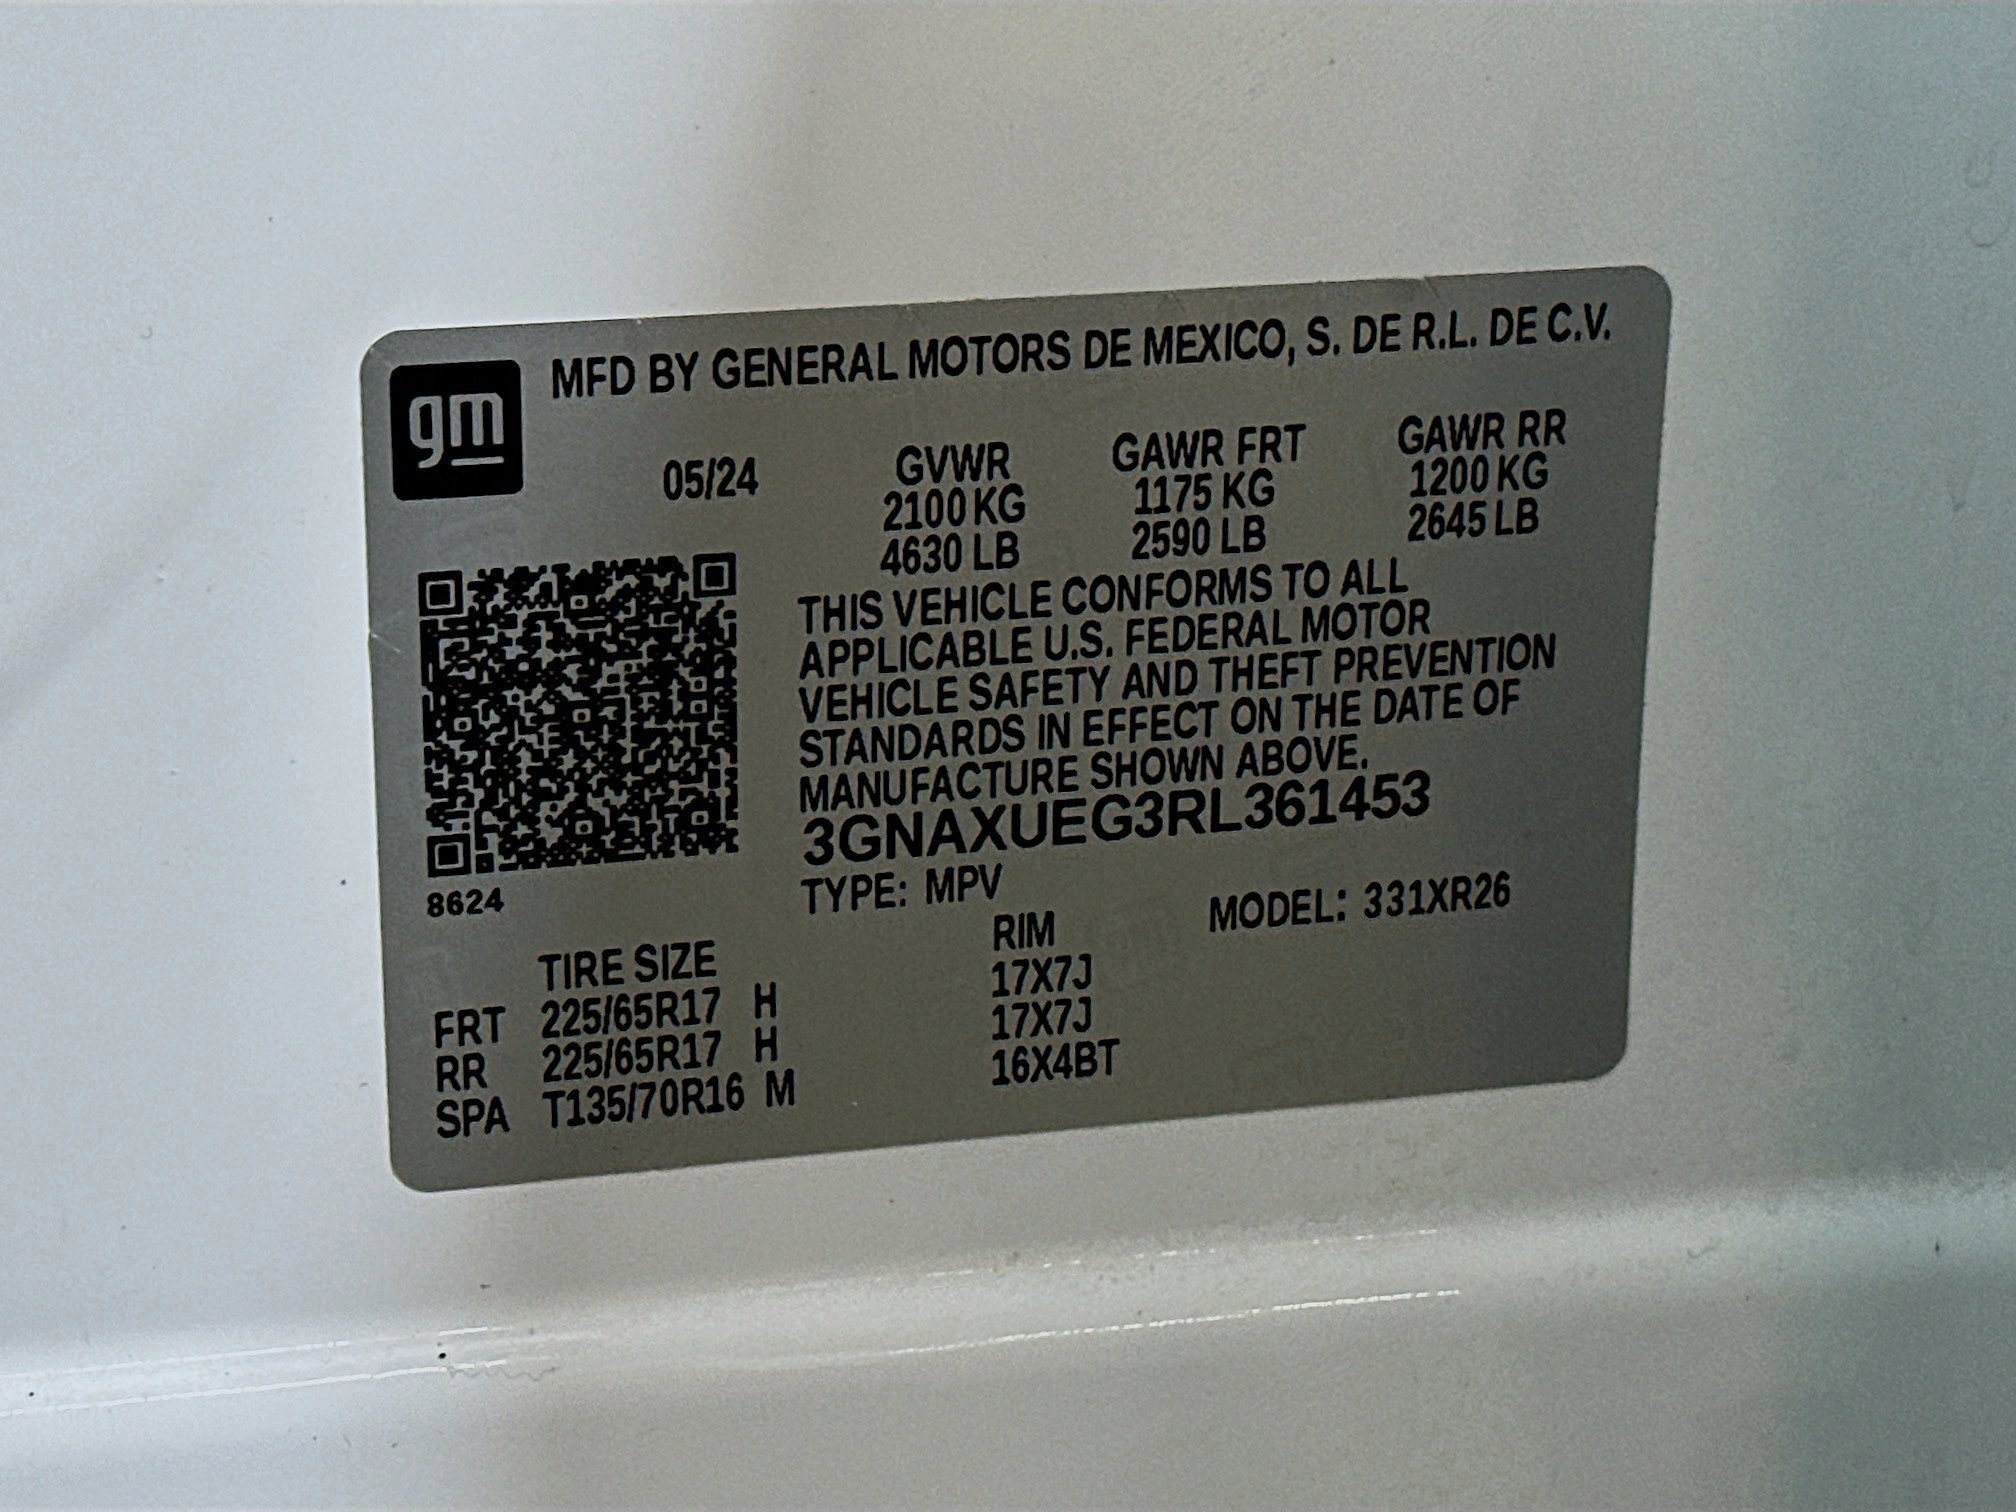 gm
MFD BY GENERAL MOTORS DE MEXICO, S. DE R.L. DE C.V.
05/24 GVWR GAWR FRT GAWR RR
2100 KG 1175 KG 1200 KG
4630 LB 2590 LB 2645 LB
THIS VEHICLE CONFORMS TO ALL
APPLICABLE U.S. FEDERAL MOTOR
VEHICLE SAFETY AND THEFT PREVENTION
STANDARDS IN EFFECT ON THE DATE OF
MANUFACTURE SHOWN ABOVE.
3GNAXUEG3RL361453
8624
TYPE: MPV MODEL: 331XR26
TIRE SIZE RIM
FRT 225/65R17 H 17X7J
RR 225/65R17 H 17X7J
SPA T135/70R16 M 16X4BT